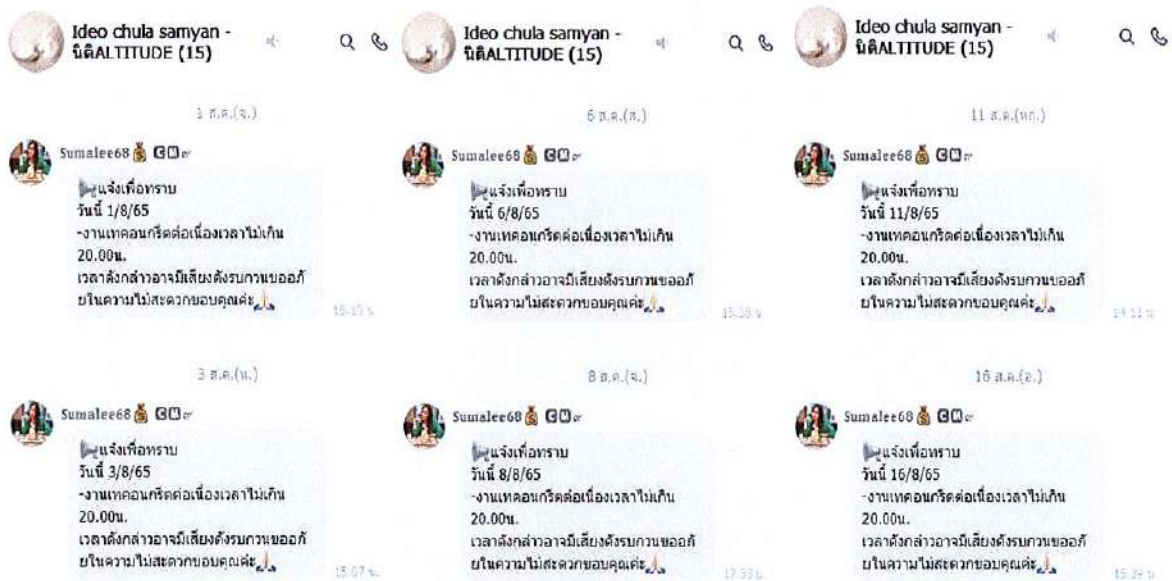 Ideo chula samyan -
นิติALTITUDE (15)
1 ส.ค.(จ.)
Sumalee68
แจ้งเพื่อทราบ
วันนี้ 1/8/65
-งานเทคอนกรีตต่อเนื่องเวลาไม่เกิน
20.00น.
เวลาดังกล่าวอาจมีเสียงดังรบกวนขออภั
ยในความไม่สะดวกขอบคุณค่ะ
3 ส.ค.(พ.)
Sumalee68
แจ้งเพื่อทราบ
วันนี้ 3/8/65
-งานเทคอนกรีตต่อเนื่องเวลาไม่เกิน
20.00น.
เวลาดังกล่าวอาจมีเสียงดังรบกวนขออภั
ยในความไม่สะดวกขอบคุณค่ะ
15.07 น.
Ideo chula samyan -
นิติALTITUDE (15)
6 ส.ค.(ส.)
Sumalee68
แจ้งเพื่อทราบ
วันนี้ 6/8/65
-งานเทคอนกรีตต่อเนื่องเวลาไม่เกิน
20.00น.
เวลาดังกล่าวอาจมีเสียงดังรบกวนขออภั
ยในความไม่สะดวกขอบคุณค่ะ
8 ส.ค.(จ.)
Sumalee68
แจ้งเพื่อทราบ
วันนี้ 8/8/65
-งานเทคอนกรีตต่อเนื่องเวลาไม่เกิน
20.00น.
เวลาดังกล่าวอาจมีเสียงดังรบกวนขออภั
ยในความไม่สะดวกขอบคุณค่ะ
17.33 น.
Ideo chula samyan -
นิติALTITUDE (15)
11 ส.ค.(พฤ.)
Sumalee68
แจ้งเพื่อทราบ
วันนี้ 11/8/65
-งานเทคอนกรีตต่อเนื่องเวลาไม่เกิน
20.00น.
เวลาดังกล่าวอาจมีเสียงดังรบกวนขออภั
ยในความไม่สะดวกขอบคุณค่ะ
14.11 น.
16 ส.ค.(อ.)
Sumalee68
แจ้งเพื่อทราบ
วันนี้ 16/8/65
-งานเทคอนกรีตต่อเนื่องเวลาไม่เกิน
20.00น.
เวลาดังกล่าวอาจมีเสียงดังรบกวนขออภั
ยในความไม่สะดวกขอบคุณค่ะ
15.39 น.